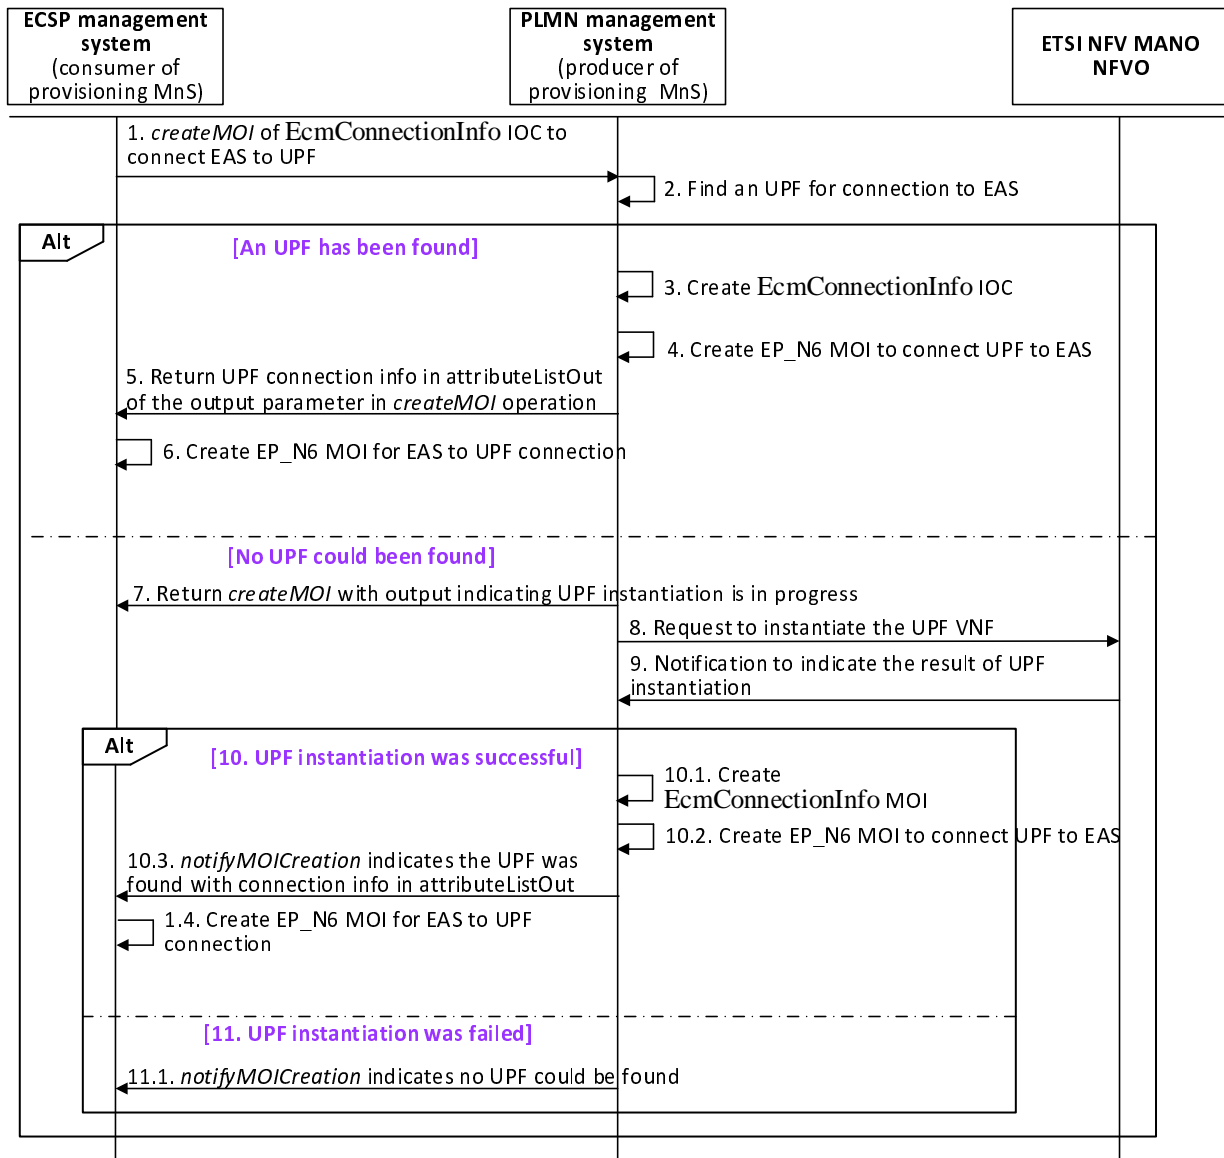 ECSP management
system
(consumer of
provisioning MnS)
PLMN management
system
(producer of
provisioning MnS)
ETSI NFV MANO
NFVO
1. createMOI of EcmConnectionInfo IOC to
connect EAS to UPF
2. Find an UPF for connection to EAS
Alt
[An UPF has been found]
3. Create EcmConnectionInfo IOC
4. Create EP_N6 MOI to connect UPF to EAS
5. Return UPF connection info in attributeListOut
of the output parameter in createMOI operation
6. Create EP_N6 MOI for EAS to UPF connection
[No UPF could been found]
7. Return createMOI with output indicating UPF instantiation is in progress
8. Request to instantiate the UPF VNF
9. Notification to indicate the result of UPF
instantiation
Alt
[10. UPF instantiation was successful]
10.1. Create
EcmConnectionInfo MOI
10.2. Create EP_N6 MOI to connect UPF to EAS
10.3. notifyMOICreation indicates the UPF was
found with connection info in attributeListOut
1.4. Create EP_N6 MOI for EAS to UPF
connection
[11. UPF instantiation was failed]
11.1. notifyMOICreation indicates no UPF could be found